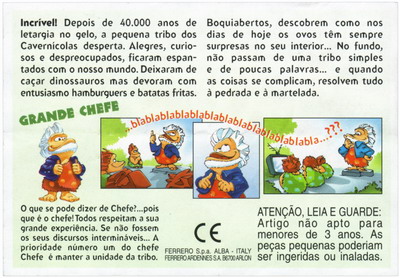 Incrível! Depois de 40.000 anos de
letargia no gelo, a pequena tribo dos
Cavernicolas desperta. Alegres, curio-
sos e despreocupados, ficaram espan-
tados com o nosso mundo. Deixaram de
caçar dinossauros mas devoram com
entusiasmo hamburguers e batatas fritas.
Boquiabertos, descobrem como nos
dias de hoje os ovos têm sempre
surpresas no seu interior... No fundo,
não passam de uma tribo simples
e de poucas palavras... e quando
as coisas se complicam, resolvem tudo
à pedrada e à martelada.
GRANDE CHEFE
..blablablablablablablablablablablabla...???
O que se pode dizer de Chefe?...pois
que é o chefe! Todos respeitam a sua
grande experiência. Se não fossem
os seus discursos intermináveis... A
prioridade número um do chefe
Chefe é manter a unidade da tribo.
CE
FERRERO S.p.a. ALBA - ITALY
FERRERO ARDENNES S.A. B6700 ARLON
ATENÇÃO, LEIA E GUARDE:
Artigo não apto para
menores de 3 anos. As
peças pequenas poderiam
ser ingeridas ou inaladas.